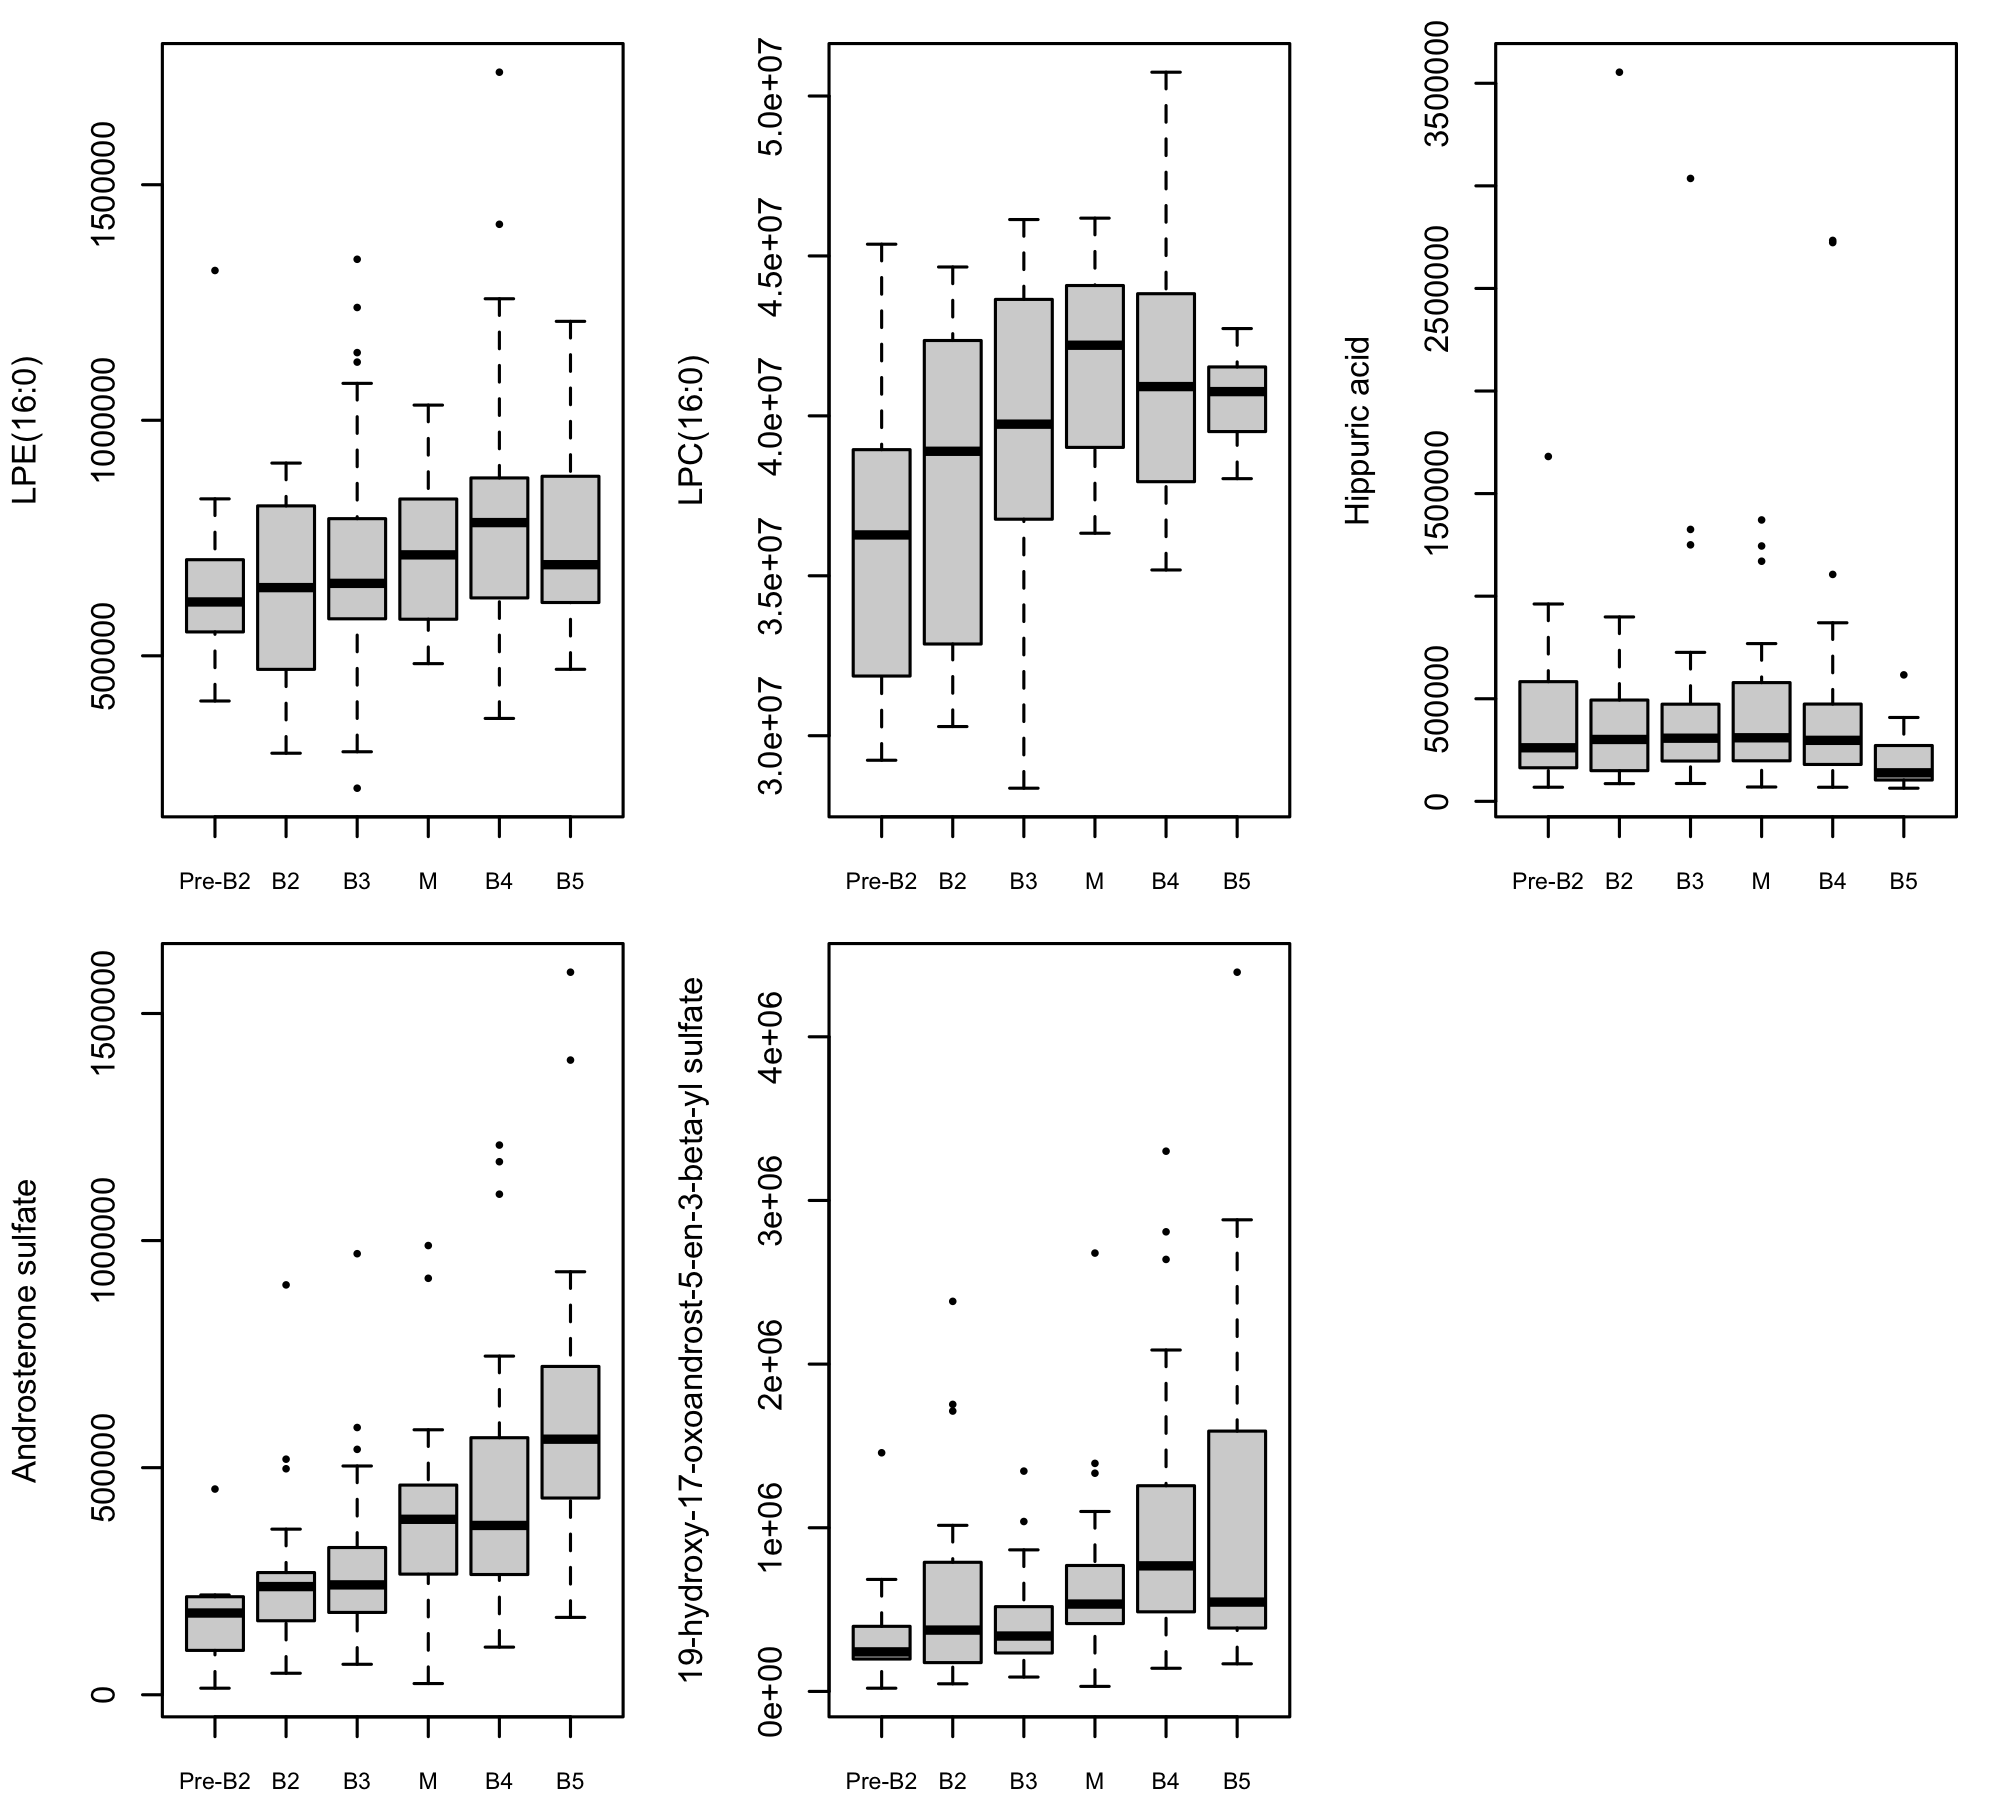 LPE(16:0)
1500000
1000000
500000
Pre-B2 B2 B3 M B4 B5
LPC(16:0)
5.0e+07
4.5e+07
4.0e+07
3.5e+07
3.0e+07
Pre-B2 B2 B3 M B4 B5
Hippuric acid
3500000
2500000
1500000
500000
0
Pre-B2 B2 B3 M B4 B5
Androsterone sulfate
1500000
1000000
500000
0
Pre-B2 B2 B3 M B4 B5
19-hydroxy-17-oxoandrost-5-en-3-beta-yl sulfate
4e+06
3e+06
2e+06
1e+06
0e+00
Pre-B2 B2 B3 M B4 B5